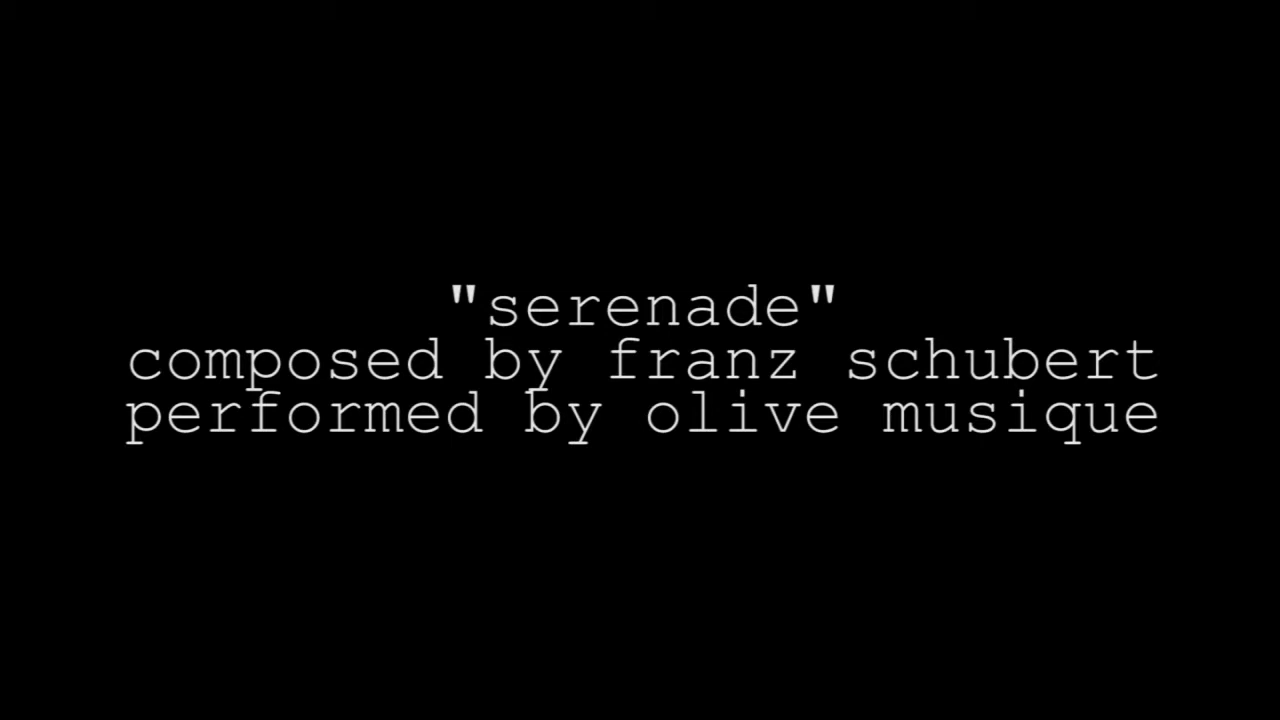 "serenade"
composed by franz schubert
performed by olive musique